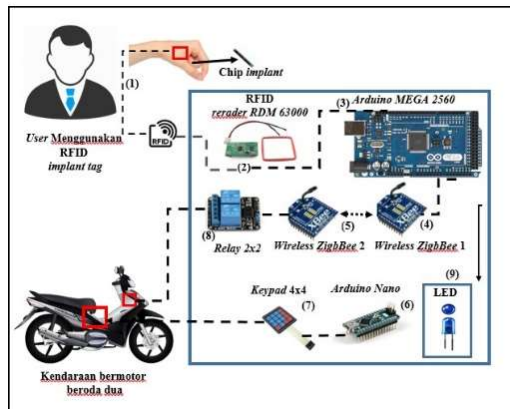 (1)
Chip implant
User Menggunakan
RFID
implant tag
RFID
RFID
rerader RDM 63000
(2)
(3)
Arduino MEGA 2560
(8)
Relay 2x2
(5)
Wireless ZigbBee 2
(4)
Wireless ZigbBee 1
Keypad 4x4
(7)
Arduino Nano
(6)
(9)
LED
Kendaraan bermotor
beroda dua